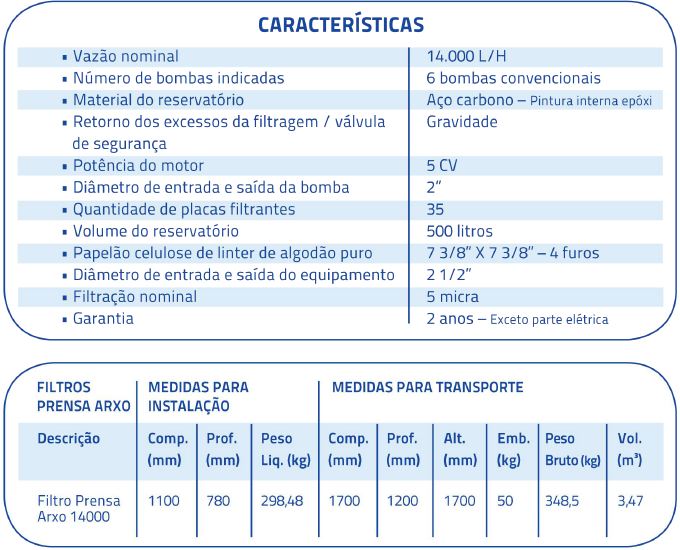 CARACTERÍSTICAS
▪ Vazão nominal 14.000 L/H
▪ Número de bombas indicadas 6 bombas convencionais
▪ Material do reservatório Aço carbono – Pintura interna epóxi
▪ Retorno dos excessos da filtragem / válvula Gravidade
de segurança
▪ Potência do motor 5 CV
▪ Diâmetro de entrada e saída da bomba 2”
▪ Quantidade de placas filtrantes 35
▪ Volume do reservatório 500 litros
▪ Papelão celulose de linter de algodão puro 7 3/8” X 7 3/8” – 4 furos
▪ Diâmetro de entrada e saída do equipamento 2 1/2”
▪ Filtração nominal 5 micra
▪ Garantia 2 anos – Exceto parte elétrica
FILTROS MEDIDAS PARA MEDIDAS PARA TRANSPORTE
PRENSA ARXO INSTALAÇÃO
Descrição Comp. Prof. Peso Comp. Prof. Alt. Emb. Peso Vol.
(mm) (mm) Liq. (kg) (mm) (mm) (mm) (kg) Bruto (kg) (m³)
Filtro Prensa 1100 780 298,48 1700 1200 1700 50 348,5 3,47
Arxo 14000